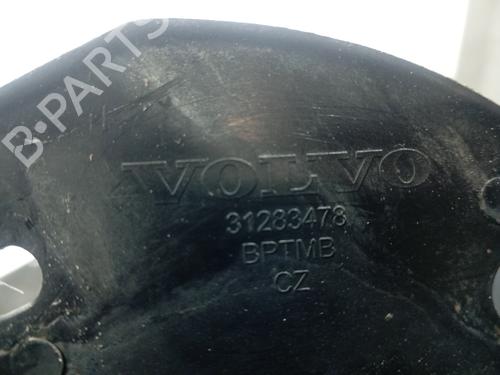 B-PARTS
VOLVO
31283478
BPTMB
CZ